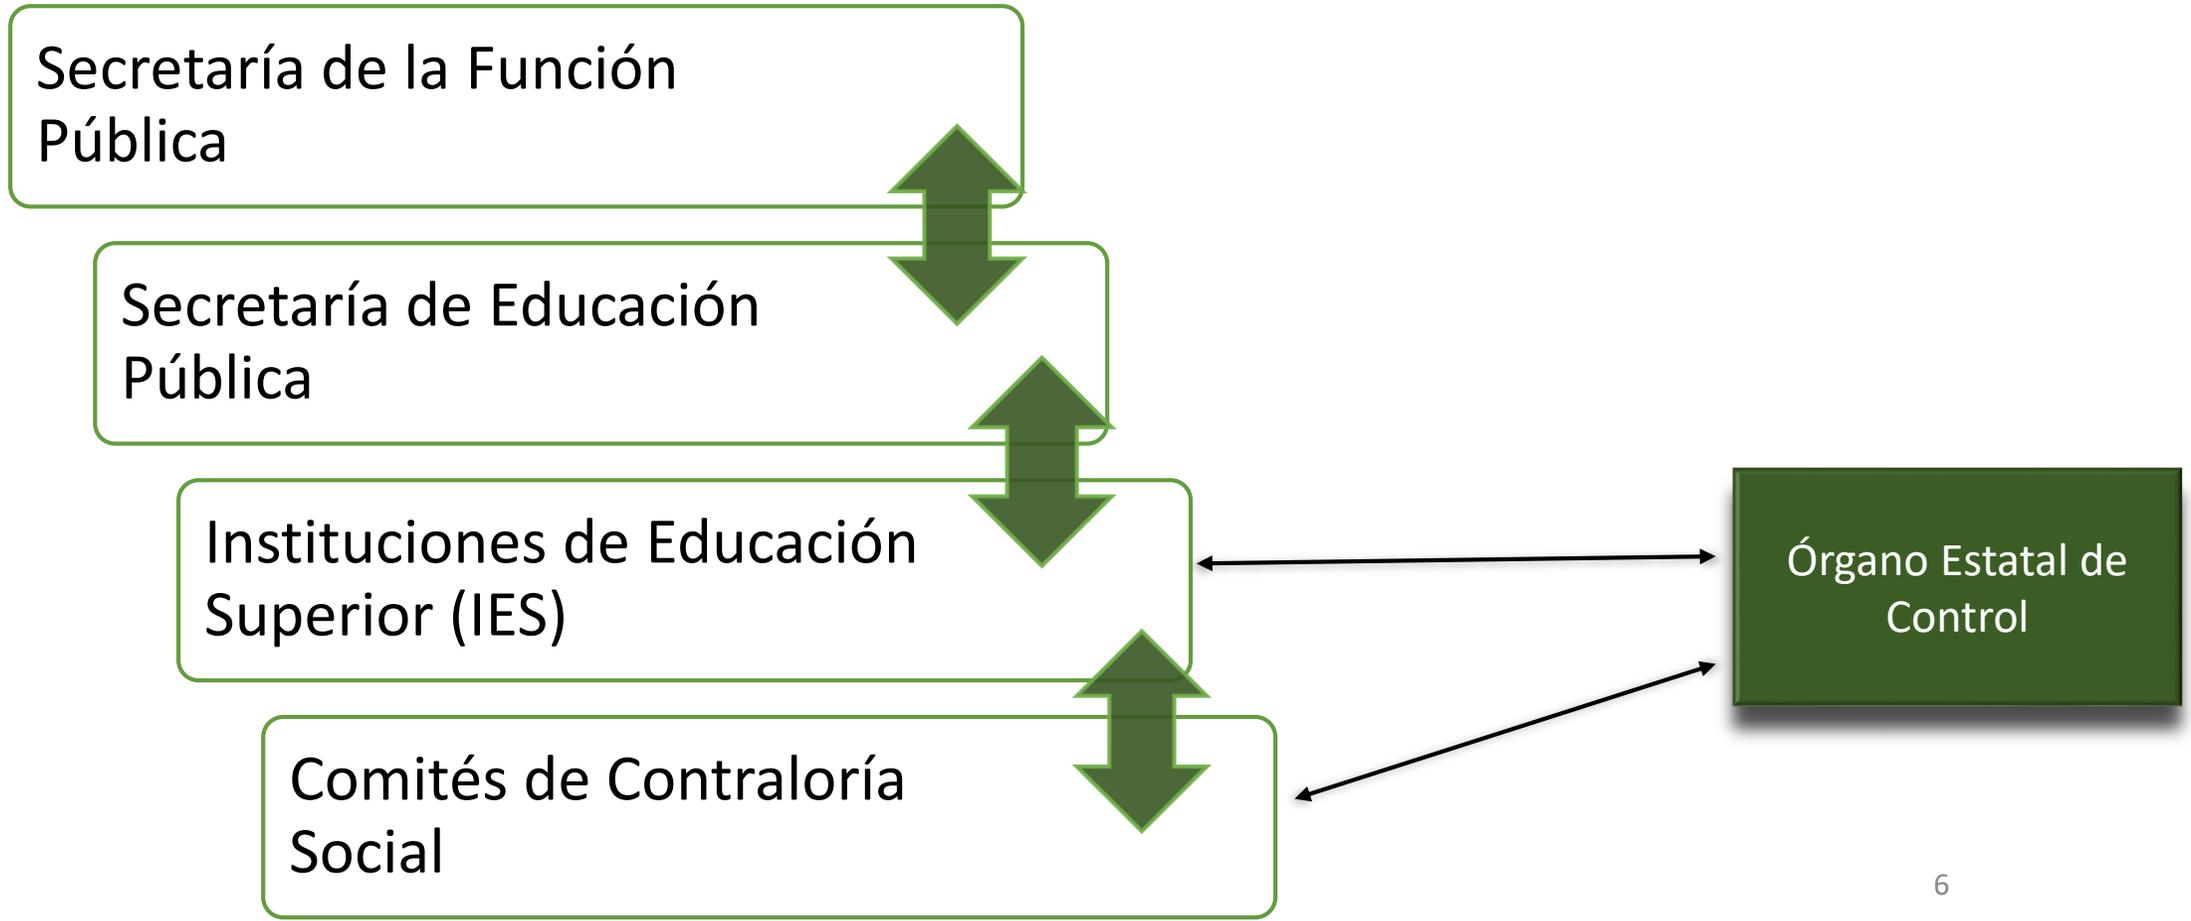 Secretaría de la Función
Pública
Secretaría de Educación
Pública
Instituciones de Educación
Superior (IES)
Comités de Contraloría
Social
Órgano Estatal de
Control
6